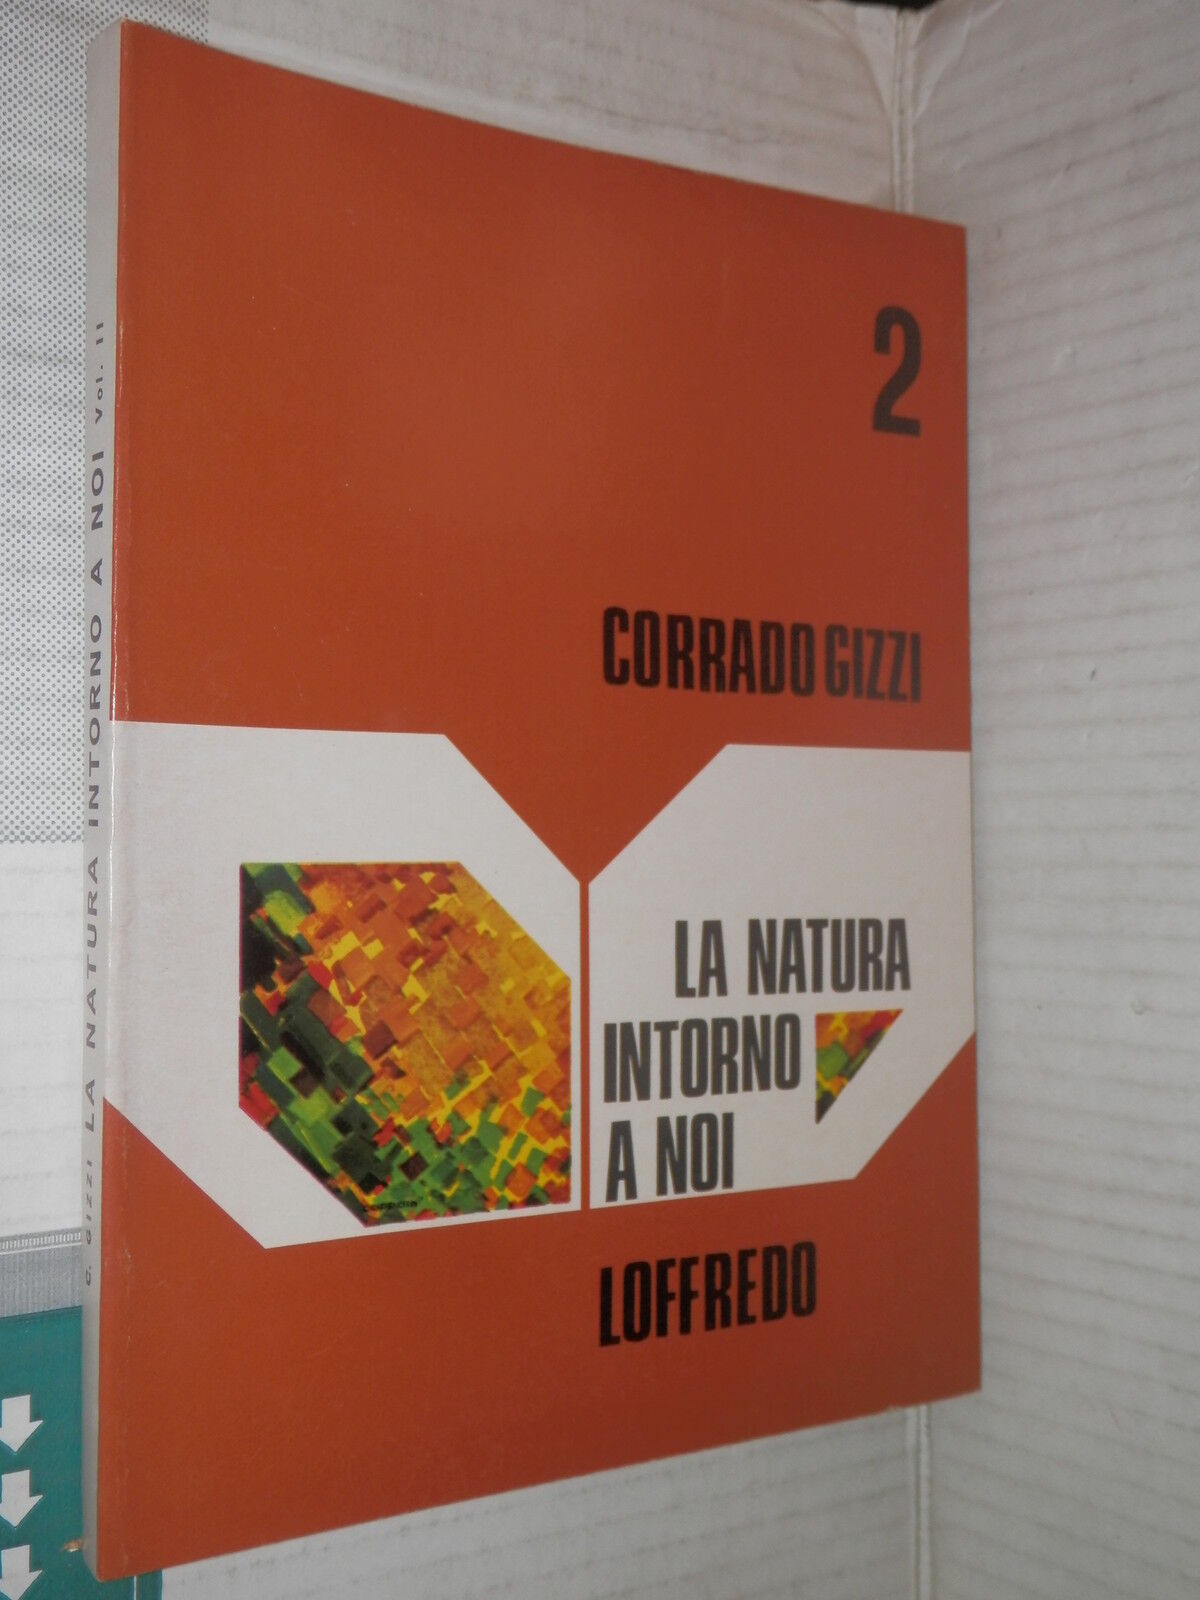 2
CORRADO GIZZI
LA NATURA
INTORNO
A NOI
LOFFREDO
G. GIZZI LA NATURA INTORNO A NOI Vol. II